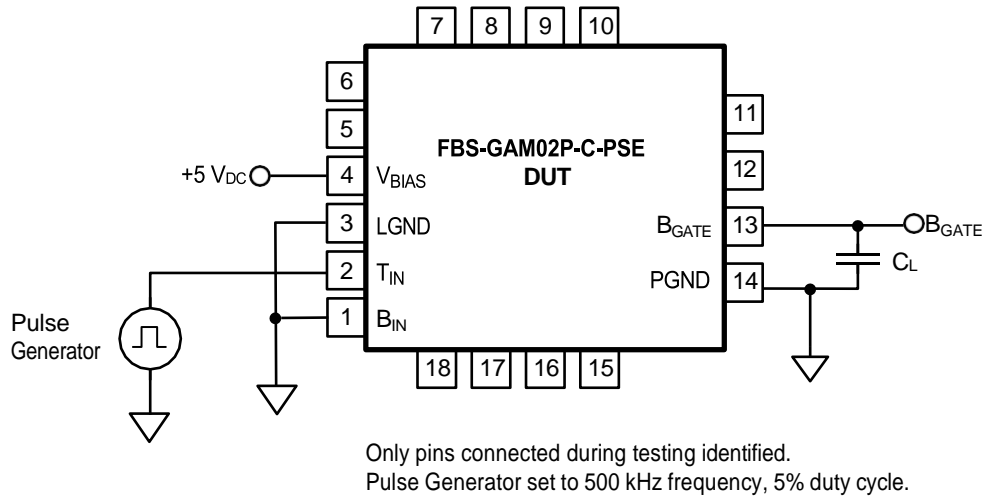 7 8 9 10
6
5
4 V_BIAS
3 LGND
2 T_IN
1 B_IN
+5 V_DC
Pulse
Generator
FBS-GAM02P-C-PSE
DUT
11
12
B_GATE 13
PGND 14
B_GATE
C_L
18 17 16 15
Only pins connected during testing identified.
Pulse Generator set to 500 kHz frequency, 5% duty cycle.